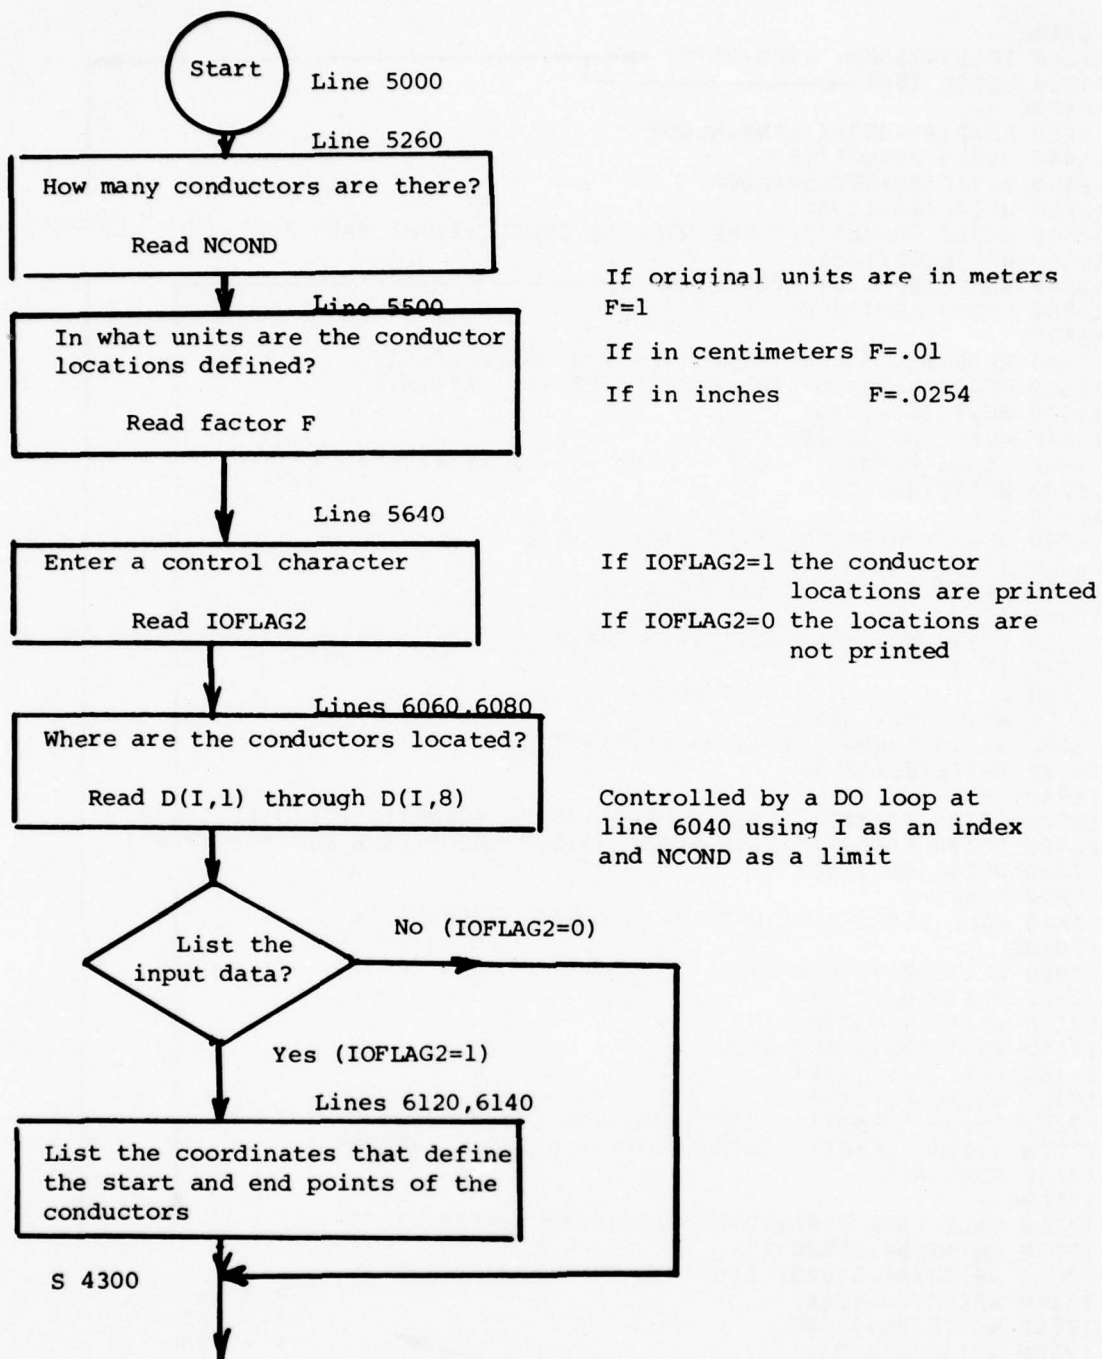 Start
Line 5000
Line 5260
How many conductors are there?
Read NCOND
If original units are in meters
F=1
Line 5500
In what units are the conductor
locations defined?
If in centimeters F=.01
If in inches F=.0254
Read factor F
Line 5640
Enter a control character
If IOFLAG2=1 the conductor
locations are printed
Read IOFLAG2
If IOFLAG2=0 the locations are
not printed
Lines 6060,6080
Where are the conductors located?
Read D(I,1) through D(I,8)
Controlled by a DO loop at
line 6040 using I as an index
and NCOND as a limit
No (IOFLAG2=0)
List the
input data?
Yes (IOFLAG2=1)
Lines 6120,6140
List the coordinates that define
the start and end points of the
conductors
S 4300